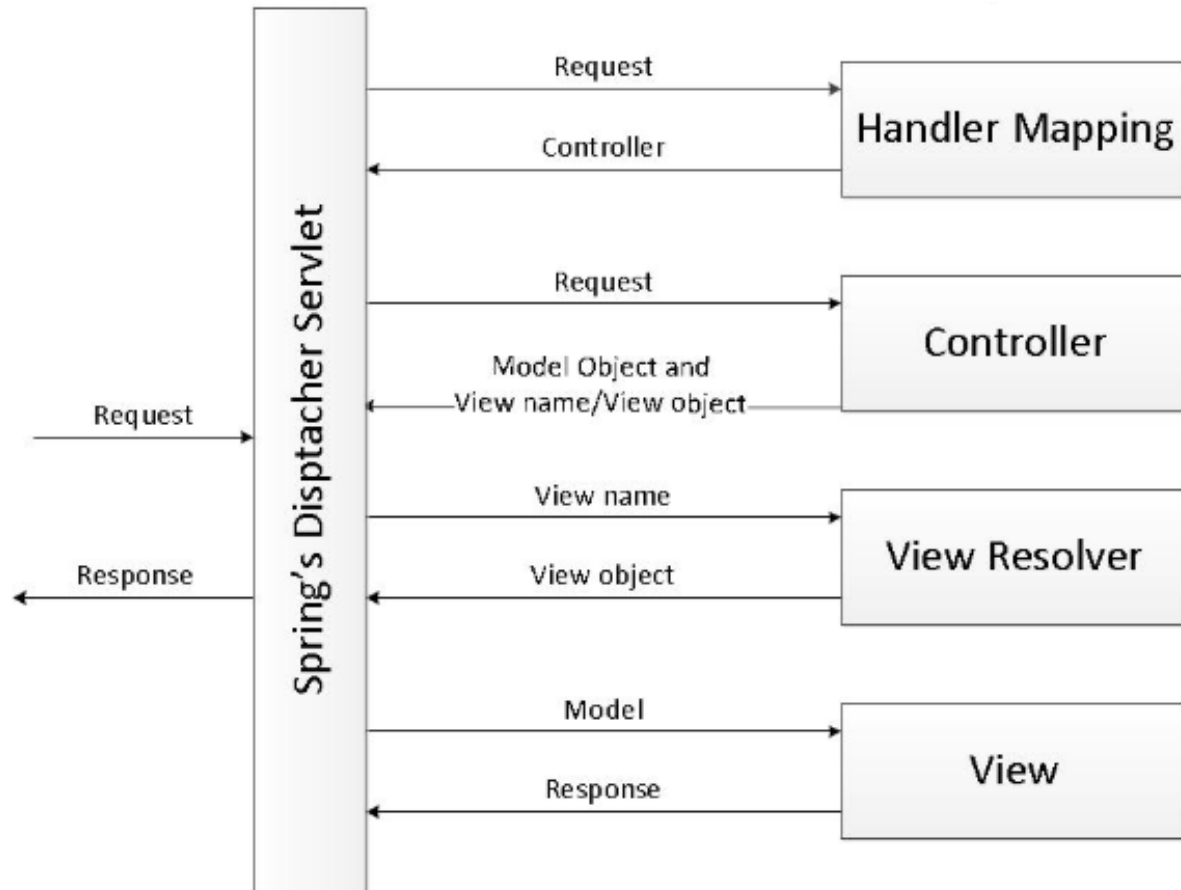 Request
Handler Mapping
Controller
Request
Controller
Model Object and
View name/View object
Request
View name
View Resolver
View object
Response
Model
View
Response
Spring's Disptacher Servlet